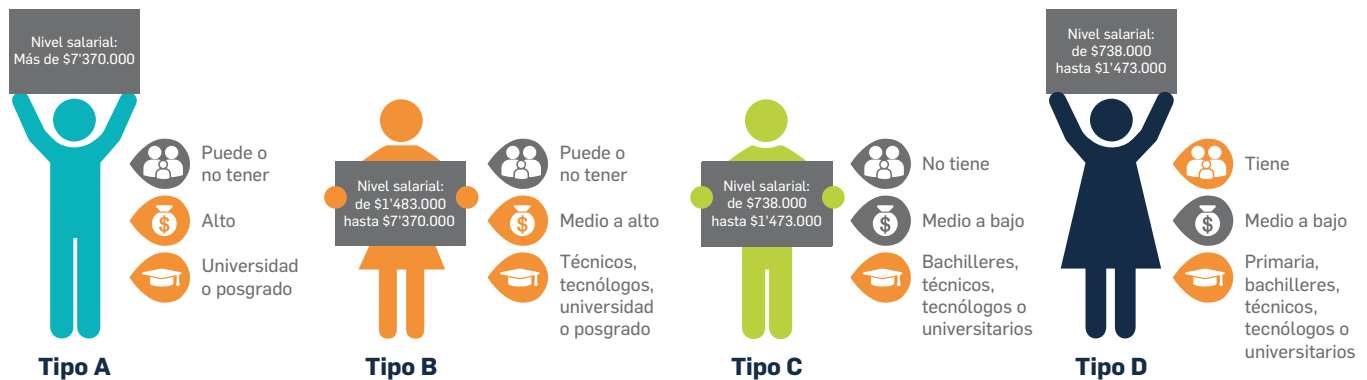 Nivel salarial:
Más de $7'370.000
Puede o
no tener
Alto
Universidad
o posgrado
Tipo A
Nivel salarial:
de $1'483.000
hasta $7'370.000
Puede o
no tener
Medio a alto
Técnicos,
tecnólogos,
universidad
o posgrado
Tipo B
Nivel salarial:
de $738.000
hasta $1'473.000
No tiene
Medio a bajo
Bachilleres,
técnicos,
tecnólogos o
universitarios
Tipo C
Nivel salarial:
de $738.000
hasta $1'473.000
Tiene
Medio a bajo
Primaria,
bachilleres,
técnicos,
tecnólogos o
universitarios
Tipo D